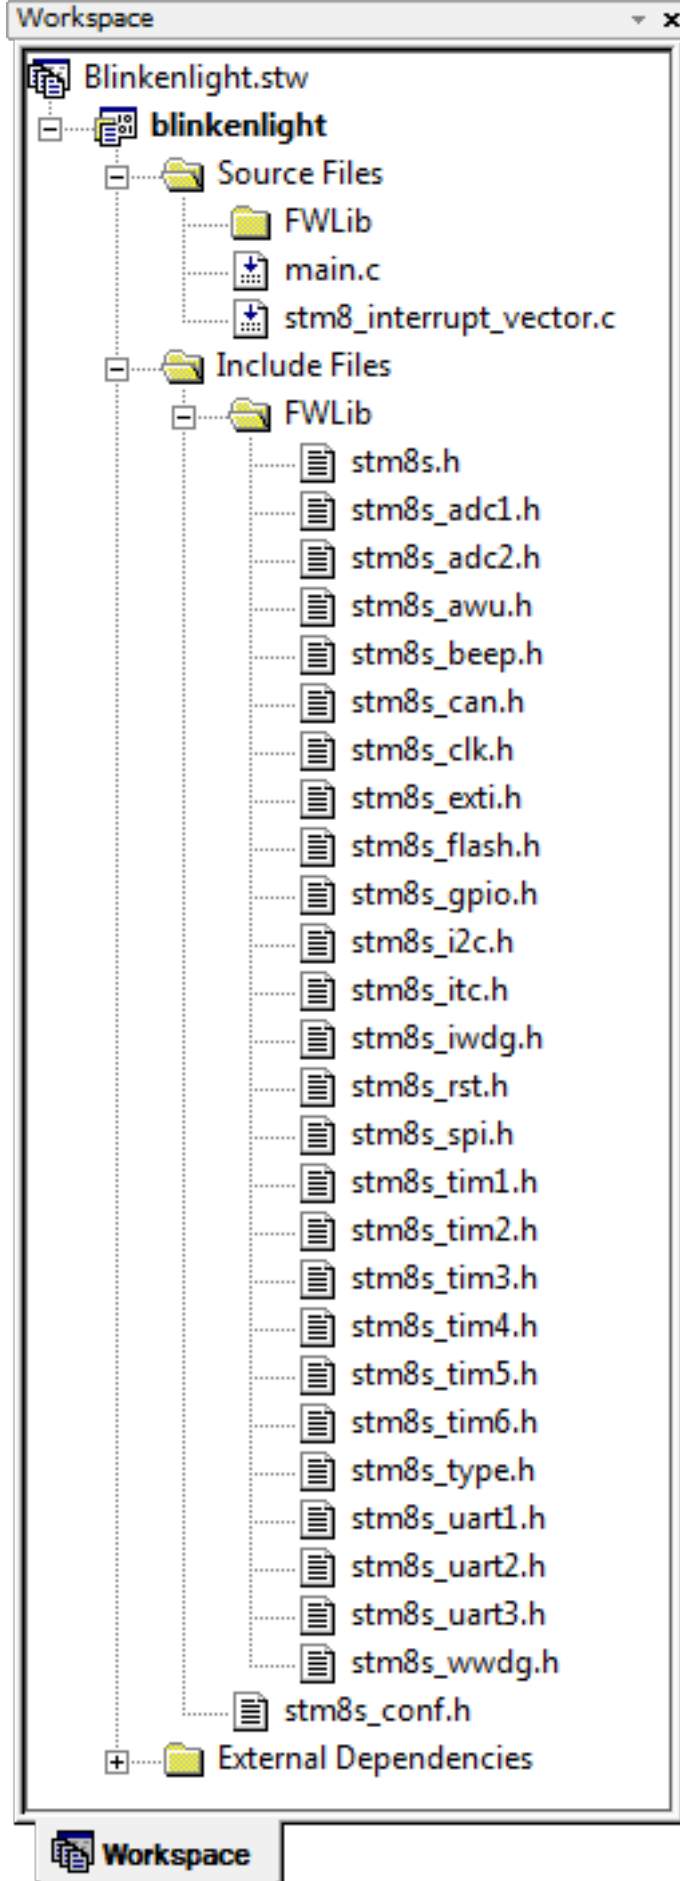 Workspace
Blinkenlight.stw
blinkenlight
Source Files
FWLib
main.c
stm8_interrupt_vector.c
Include Files
FWLib
stm8s.h
stm8s_adc1.h
stm8s_adc2.h
stm8s_awu.h
stm8s_beep.h
stm8s_can.h
stm8s_clk.h
stm8s_exti.h
stm8s_flash.h
stm8s_gpio.h
stm8s_i2c.h
stm8s_itc.h
stm8s_iwdg.h
stm8s_rst.h
stm8s_spi.h
stm8s_tim1.h
stm8s_tim2.h
stm8s_tim3.h
stm8s_tim4.h
stm8s_tim5.h
stm8s_tim6.h
stm8s_type.h
stm8s_uart1.h
stm8s_uart2.h
stm8s_uart3.h
stm8s_wwdg.h
stm8s_conf.h
External Dependencies
Workspace